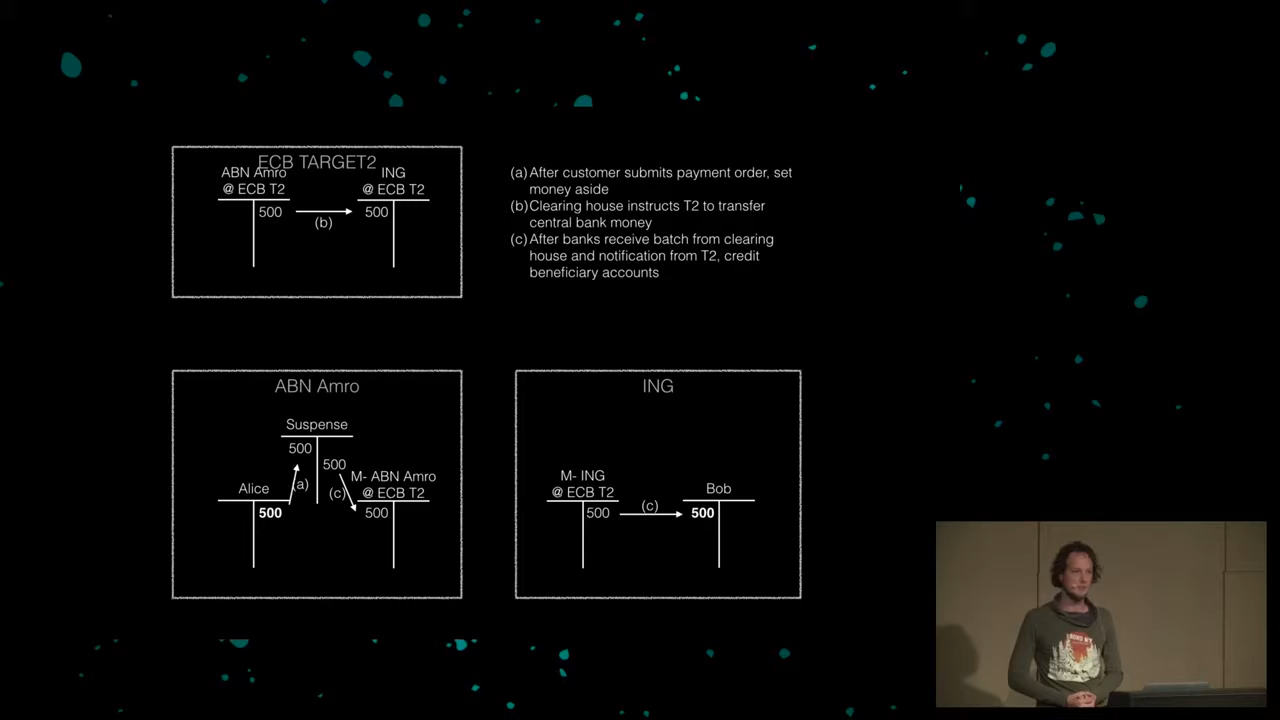 ECB TARGET2
ABN Amro
@ ECB T2
ING
@ ECB T2
500
500
(b)
(a) After customer submits payment order, set
money aside
(b) Clearing house instructs T2 to transfer
central bank money
(c) After banks receive batch from clearing
house and notification from T2, credit
beneficiary accounts
ABN Amro
Suspense
500
500
(a)
(c)
Alice
500
M- ABN Amro
@ ECB T2
500
ING
M- ING
@ ECB T2
500
(c)
Bob
500